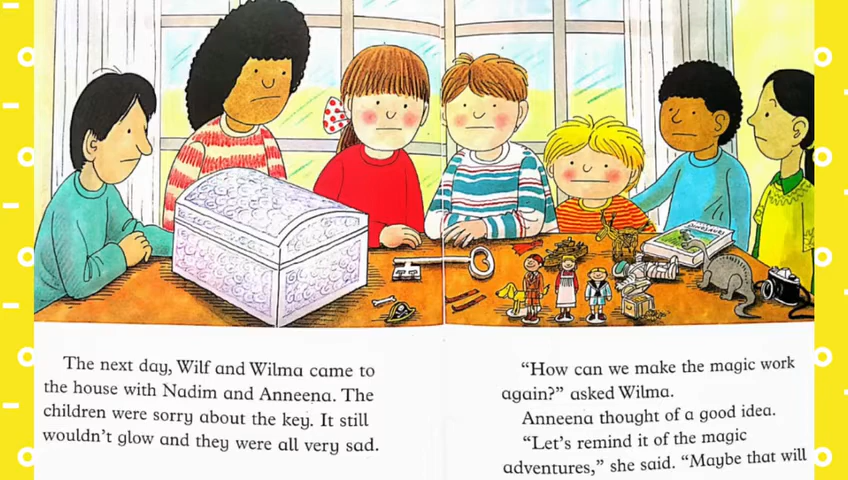 The next day, Wilf and Wilma came to
the house with Nadim and Anneena. The
children were sorry about the key. It still
wouldn't glow and they were all very sad.
"How can we make the magic work
again?" asked Wilma.
Anneena thought of a good idea.
"Let's remind it of the magic
adventures," she said. "Maybe that will